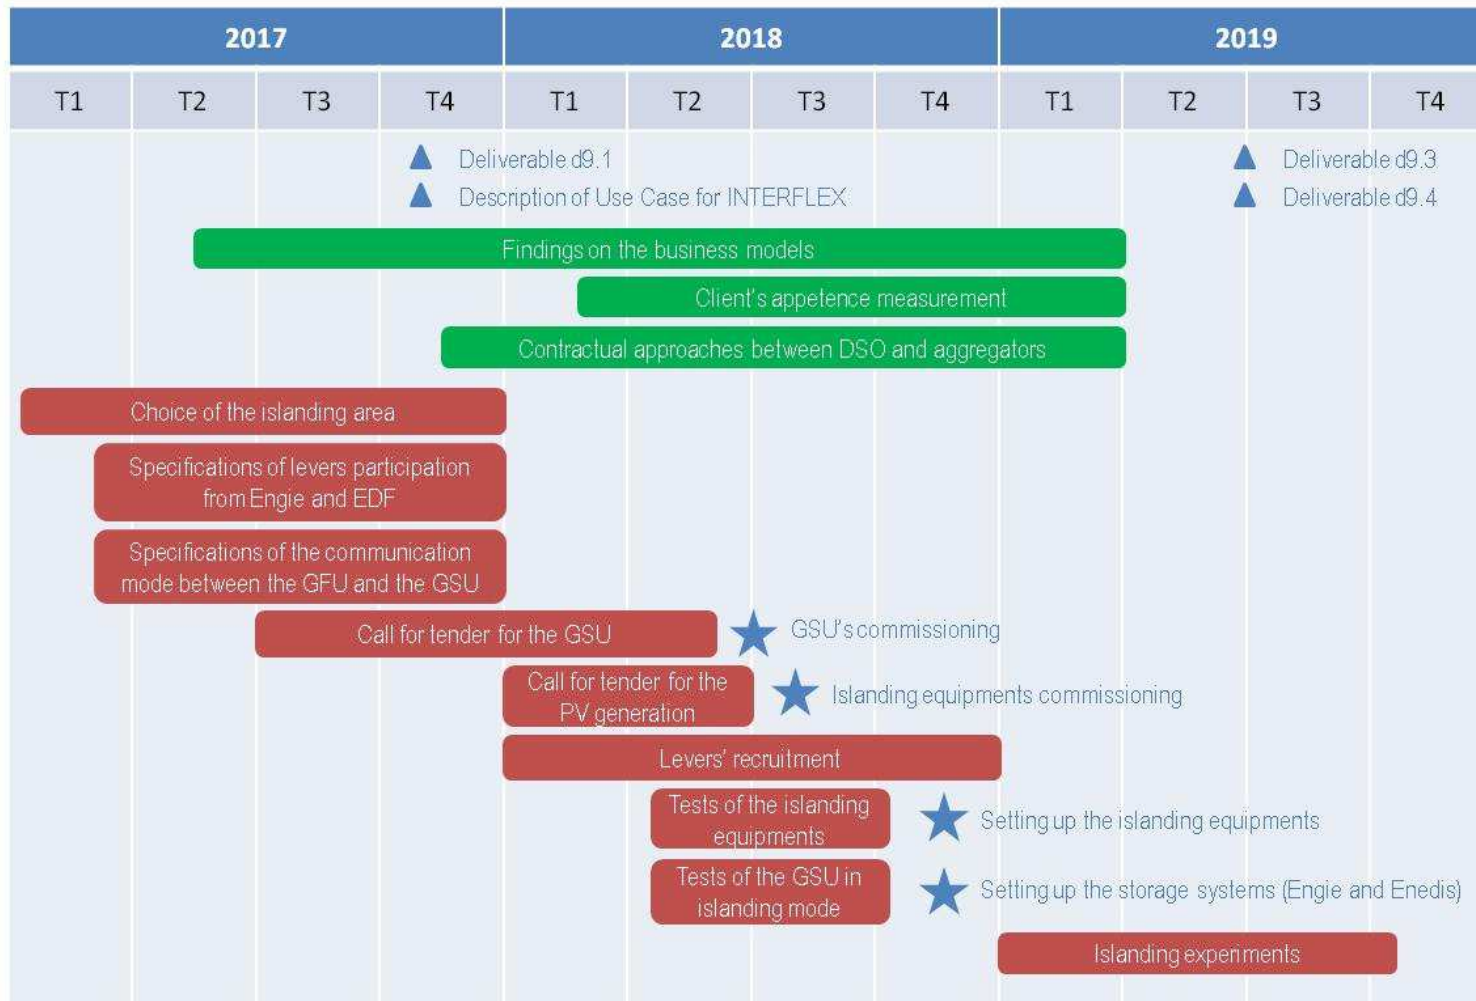 2017 2018 2019
T1 T2 T3 T4 T1 T2 T3 T4 T1 T2 T3 T4
Deliverable d9.1
Deliverable d9.3
Description of Use Case for INTERFLEX
Deliverable d9.4
Findings on the business models
Client's appetence measurement
Contractual approaches between DSO and aggregators
Choice of the islanding area
Specifications of levers participation
from Engie and EDF
Specifications of the communication
mode between the GFU and the GSU
Call for tender for the GSU
GSU's commissioning
Call for tender for the
PV generation
Islanding equipments commissioning
Levers' recruitment
Tests of the islanding
equipments
Setting up the islanding equipments
Tests of the GSU in
islanding mode
Setting up the storage systems (Engie and Enedis)
Islanding experiments